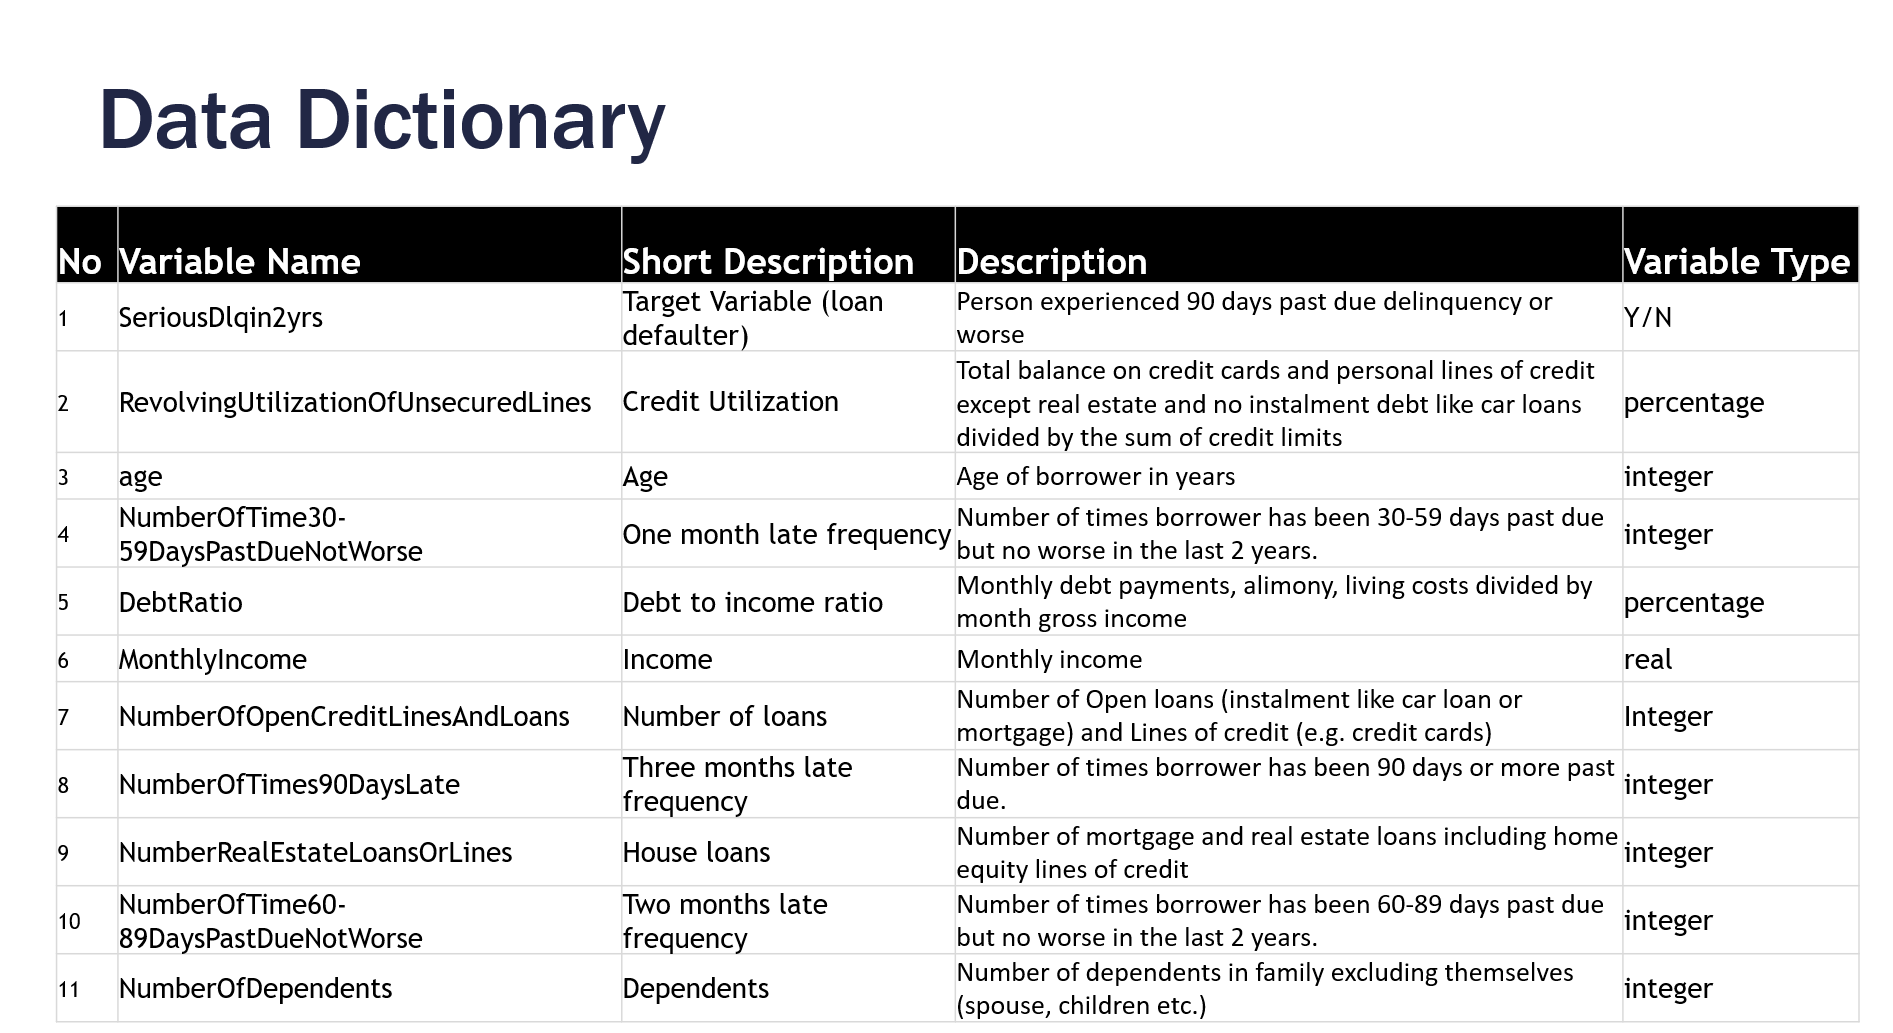 Data Dictionary
No Variable Name Short Description Description Variable Type
1 SeriousDlqin2yrs Target Variable (loan defaulter) Person experienced 90 days past due delinquency or worse Y/N
2 RevolvingUtilizationOfUnsecuredLines Credit Utilization Total balance on credit cards and personal lines of credit except real estate and no instalment debt like car loans divided by the sum of credit limits percentage
3 age Age Age of borrower in years integer
4 NumberOfTime30-59DaysPastDueNotWorse One month late frequency Number of times borrower has been 30-59 days past due but no worse in the last 2 years. integer
5 DebtRatio Debt to income ratio Monthly debt payments, alimony, living costs divided by month gross income percentage
6 MonthlyIncome Income Monthly income real
7 NumberOfOpenCreditLinesAndLoans Number of loans Number of Open loans (instalment like car loan or mortgage) and Lines of credit (e.g. credit cards) Integer
8 NumberOfTimes90DaysLate Three months late frequency Number of times borrower has been 90 days or more past due. integer
9 NumberRealEstateLoansOrLines House loans Number of mortgage and real estate loans including home equity lines of credit integer
10 NumberOfTime60-89DaysPastDueNotWorse Two months late frequency Number of times borrower has been 60-89 days past due but no worse in the last 2 years. integer
11 NumberOfDependents Dependents Number of dependents in family excluding themselves (spouse, children etc.) integer